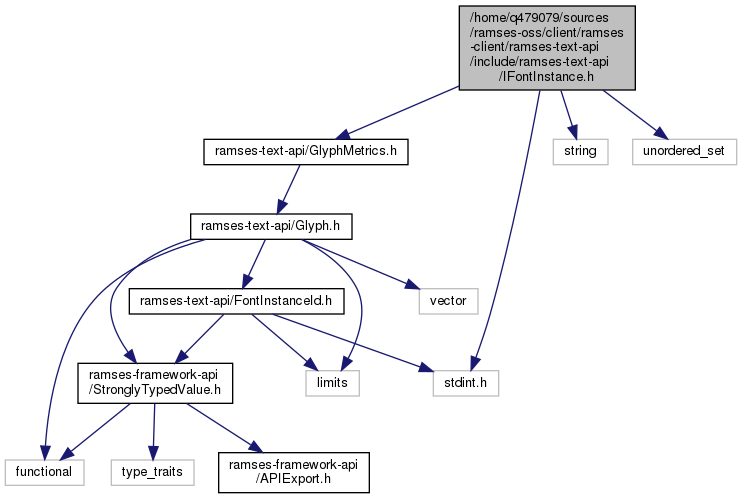 /home/q479079/sources
/ramses-oss/client/ramses
-client/ramses-text-api
/include/ramses-text-api
/IFontInstance.h
ramses-text-api/GlyphMetrics.h
string
unordered_set
ramses-text-api/Glyph.h
ramses-text-api/FontInstanceId.h
vector
ramses-framework-api
/StronglyTypedValue.h
limits
stdint.h
functional
type_traits
ramses-framework-api
/APIExport.h